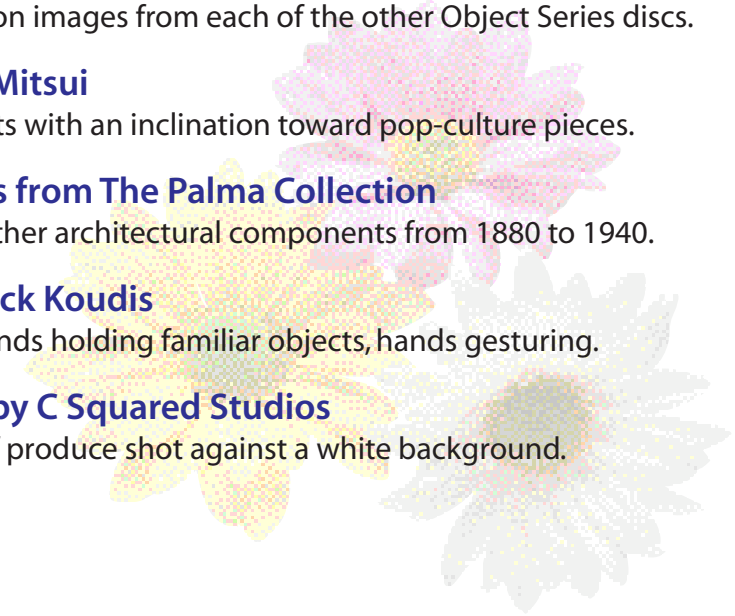 on images from each of the other Object Series discs.
Mitsui
ts with an inclination toward pop-culture pieces.
s from The Palma Collection
ther architectural components from 1880 to 1940.
ck Koudis
nds holding familiar objects, hands gesturing.
by C Squared Studios
f produce shot against a white background.